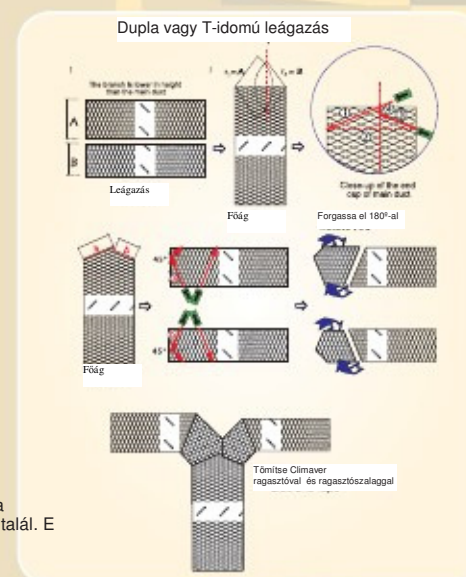 Dupla vagy T-idomú leágazás
The branch is lower in height
than the main duct
A
B
Leágazás
Főág
Close-up of the end
cap of main duct
Forgassa el 180º-al
45°
45°
Főág
Tömítse Climaver
ragasztóval és ragasztószalaggal
a
talál. E